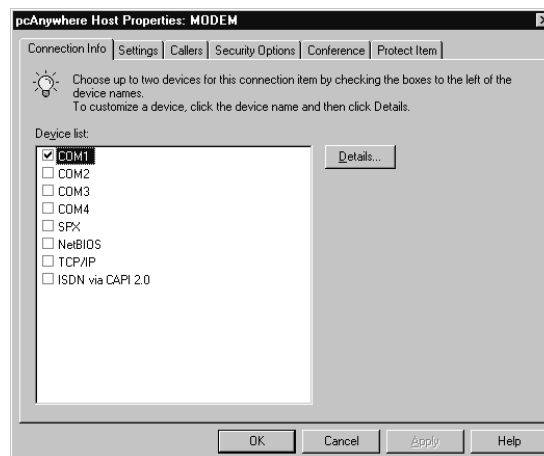 pcAnywhere Host Properties: MODEM
Connection Info Settings Callers Security Options Conference Protect Item
Choose up to two devices for this connection item by checking the boxes to the left of the
device names.
To customize a device, click the device name and then click Details.
Device list:
COM1
Details...
COM2
COM3
COM4
SPX
NetBIOS
TCP/IP
ISDN via CAPI 2.0
OK Cancel Apply Help